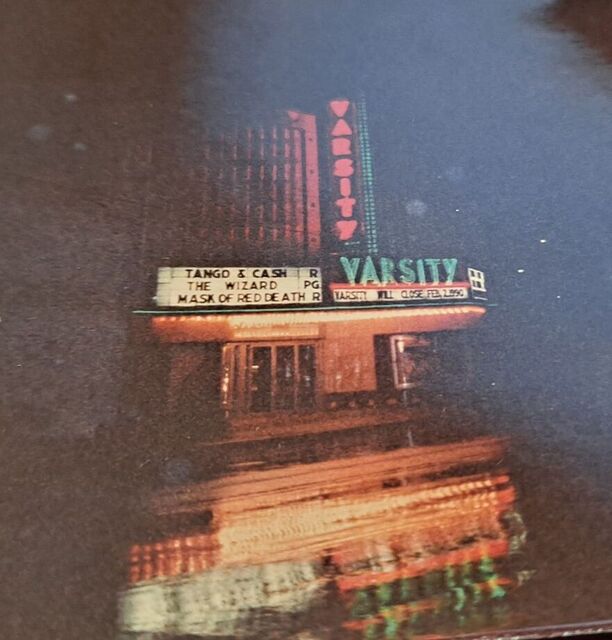 VARSITY
VARSITY
TANGO & CASH R
THE WIZARD PG
MASK OF RED DEATH R
VARSITY WILL CLOSE FEB. 2, 1990